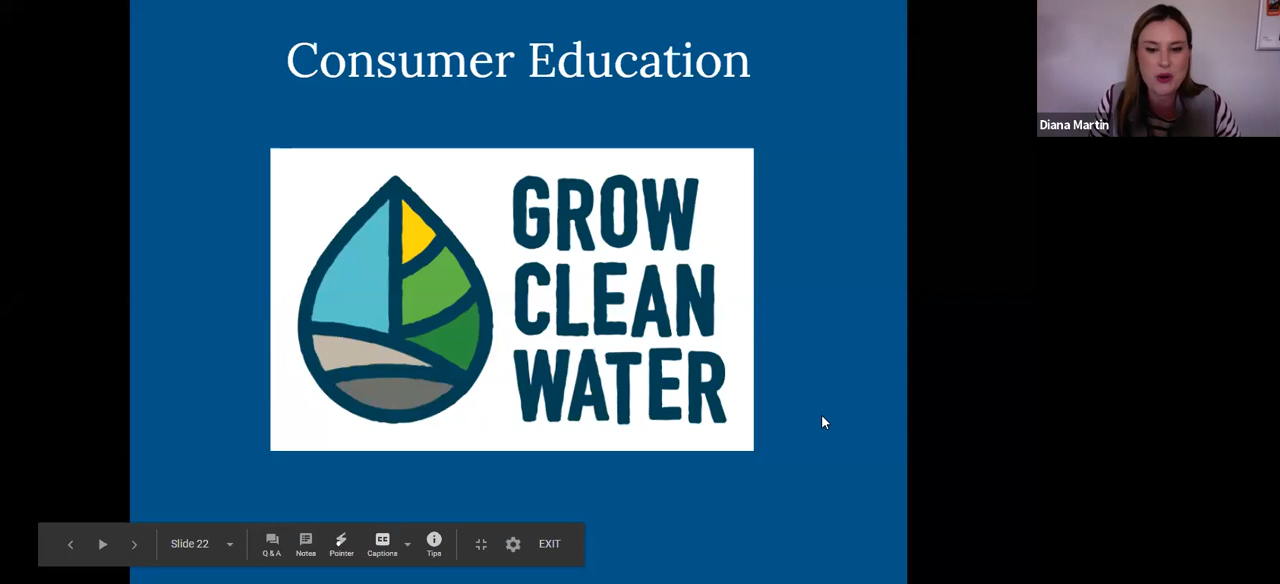 Consumer Education
GROW
CLEAN
WATER
Diana Martin
Slide 22
Q & A
Notes
Pointer
Captions
Tips
EXIT